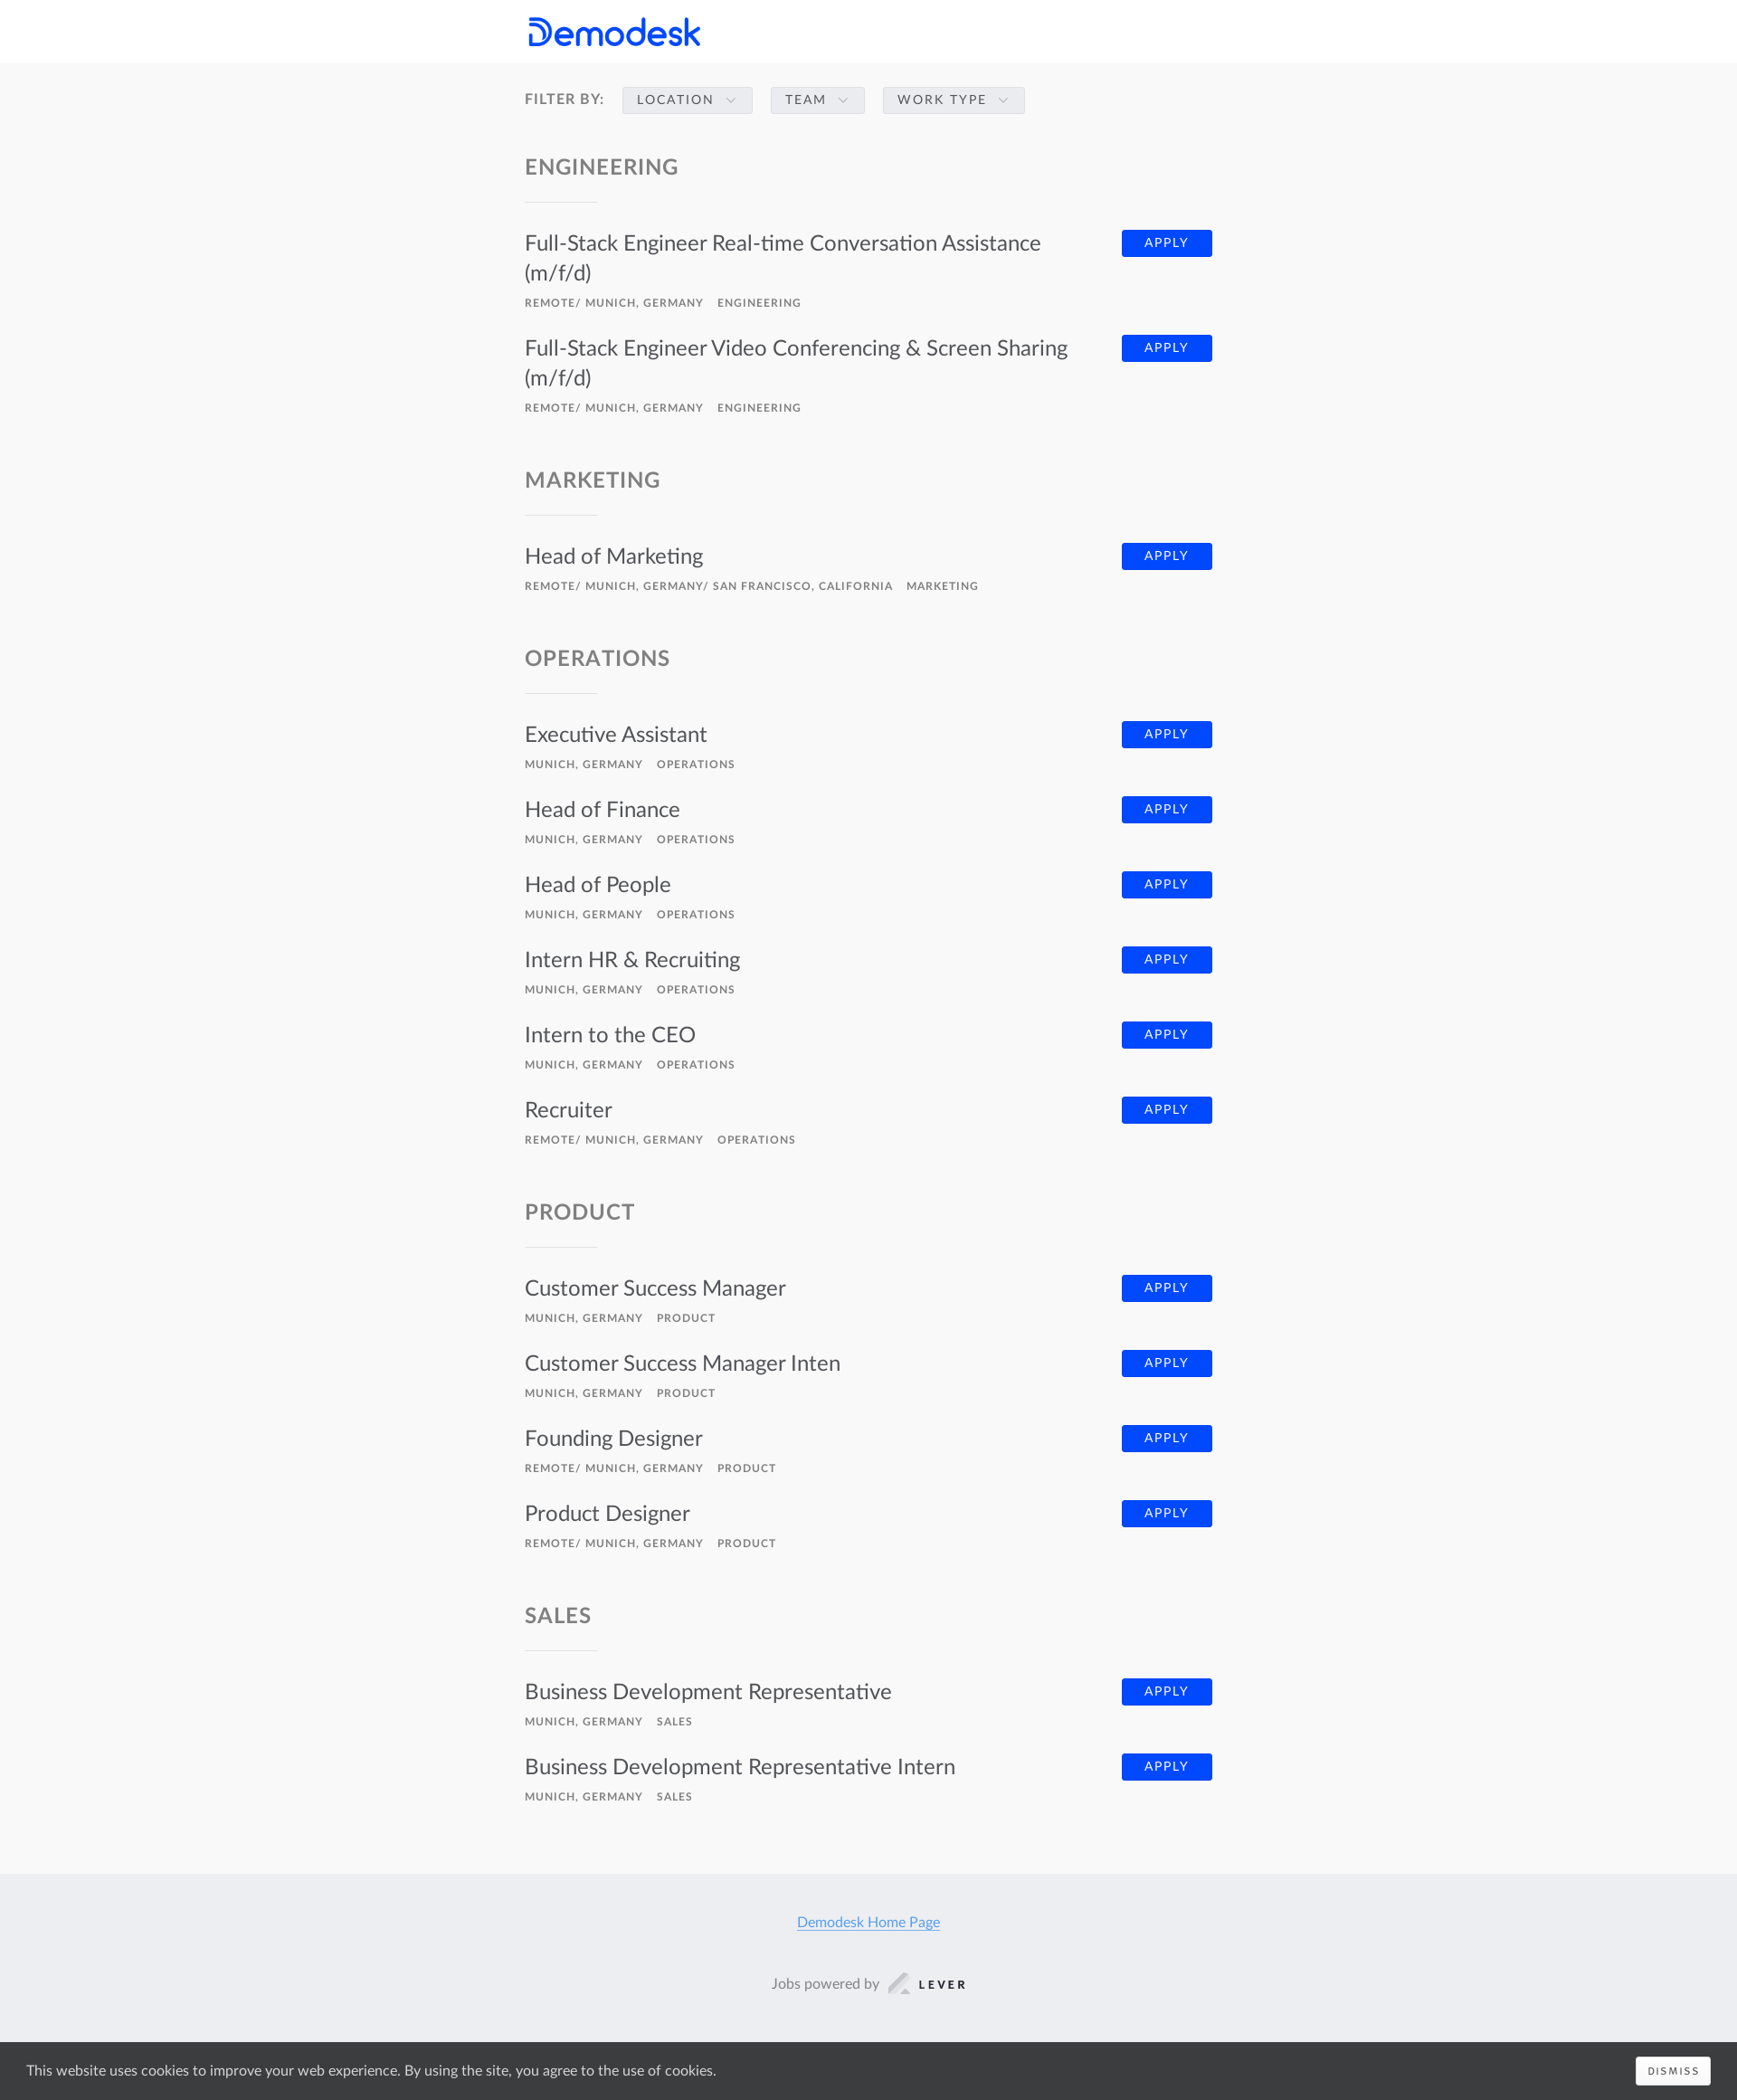 Demodesk
FILTER BY: LOCATION TEAM WORK TYPE
ENGINEERING
Full-Stack Engineer Real-time Conversation Assistance APPLY
(m/f/d)
REMOTE/ MUNICH, GERMANY ENGINEERING
Full-Stack Engineer Video Conferencing & Screen Sharing APPLY
(m/f/d)
REMOTE/ MUNICH, GERMANY ENGINEERING
MARKETING
Head of Marketing APPLY
REMOTE/ MUNICH, GERMANY/ SAN FRANCISCO, CALIFORNIA MARKETING
OPERATIONS
Executive Assistant APPLY
MUNICH, GERMANY OPERATIONS
Head of Finance APPLY
MUNICH, GERMANY OPERATIONS
Head of People APPLY
MUNICH, GERMANY OPERATIONS
Intern HR & Recruiting APPLY
MUNICH, GERMANY OPERATIONS
Intern to the CEO APPLY
MUNICH, GERMANY OPERATIONS
Recruiter APPLY
REMOTE/ MUNICH, GERMANY OPERATIONS
PRODUCT
Customer Success Manager APPLY
MUNICH, GERMANY PRODUCT
Customer Success Manager Inten APPLY
MUNICH, GERMANY PRODUCT
Founding Designer APPLY
REMOTE/ MUNICH, GERMANY PRODUCT
Product Designer APPLY
REMOTE/ MUNICH, GERMANY PRODUCT
SALES
Business Development Representative APPLY
MUNICH, GERMANY SALES
Business Development Representative Intern APPLY
MUNICH, GERMANY SALES
Demodesk Home Page
Jobs powered by LEVER
This website uses cookies to improve your web experience. By using the site, you agree to the use of cookies. DISMISS